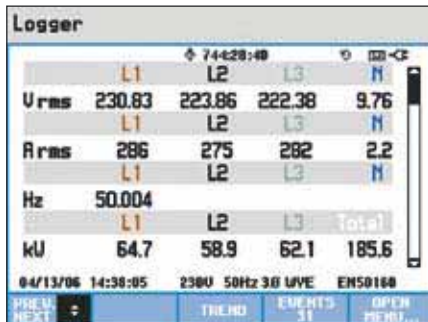 Logger
744:28:40
L1 L2 L3 N
Vrms 230.83 223.86 222.38 9.76
L1 L2 L3 N
Arms 286 275 282 2.2
L1 L2 L3 N
Hz 50.004
L1 L2 L3 Total
kW 64.7 58.9 62.1 185.6
04/13/06 14:38:05 230V 50Hz 3Ø WYE EN50160
PREV. NEXT TREND EVENTS 31 OPEN MENU...